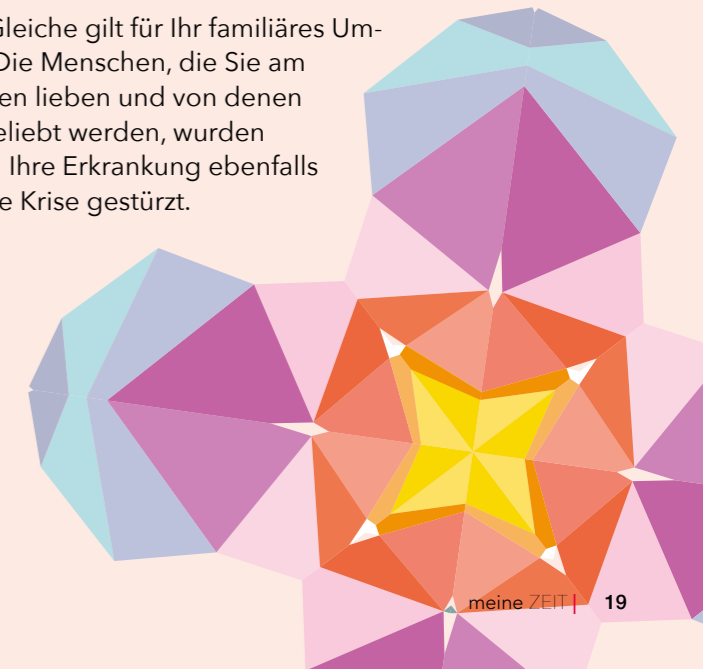 Gleiche gilt für Ihr familiäres Um-
Die Menschen, die Sie am
en lieben und von denen
eliebt werden, wurden
Ihre Erkrankung ebenfalls
e Krise gestürzt.
meine ZEIT | 19